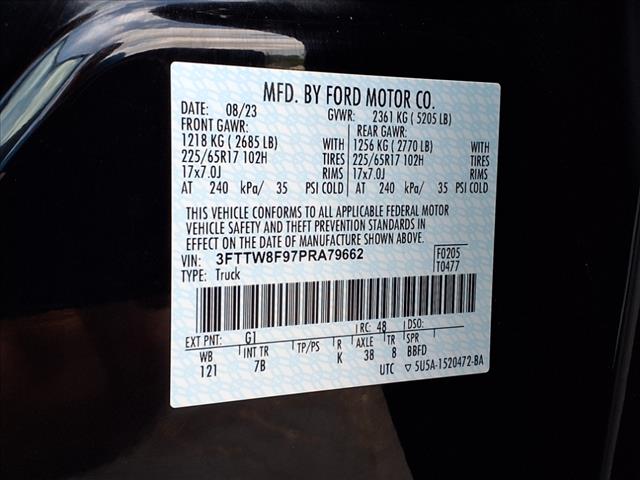 MFD. BY FORD MOTOR CO.
DATE: 08/23 GVWR: 2361 KG ( 5205 LB)
FRONT GAWR: REAR GAWR:
1218 KG ( 2685 LB) WITH 1256 KG ( 2770 LB) WITH
225/65R17 102H TIRES 225/65R17 102H TIRES
17x7.0J RIMS 17x7.0J RIMS
AT 240 kPa/ 35 PSI COLD AT 240 kPa/ 35 PSI COLD
THIS VEHICLE CONFORMS TO ALL APPLICABLE FEDERAL MOTOR
VEHICLE SAFETY AND THEFT PREVENTION STANDARDS IN
EFFECT ON THE DATE OF MANUFACTURE SHOWN ABOVE.
VIN: 3FTTW8F97PRA79662 F0205
TYPE: Truck T0477
EXT PNT: G1 RC: 48 DSO:
WB INT TR TP/PS R AXLE TR SPR
121 7B K 38 8 BBFD
UTC ▽ 5U5A-1520472-BA